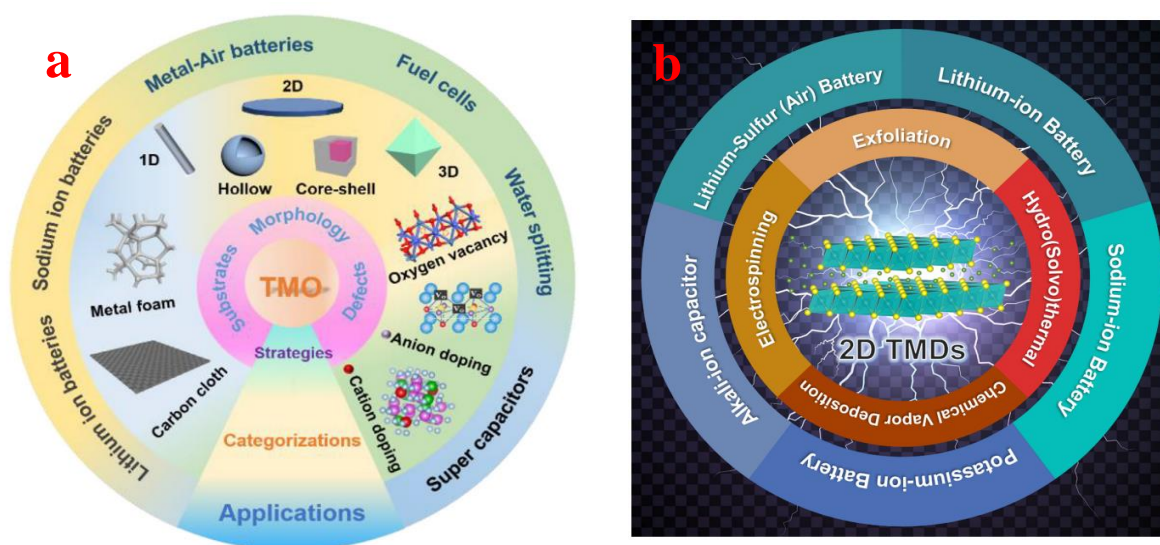 a
Metal-Air batteries
Fuel cells
Sodium ion batteries
Water splitting
Lithium ion batteries
Super capacitors
2D
1D
Hollow
Core-shell
3D
Metal foam
Carbon cloth
Oxygen vacancy
Anion doping
Cation doping
Substrates
Morphology
Defects
TMO
Strategies
Categorizations
Applications
b
Lithium-Sulfur (Air) Battery
Lithium-ion Battery
Sodium-ion Battery
Potassium-ion Battery
Alkali-ion capacitor
Exfoliation
Hydro(Solvo)thermal
Chemical Vapor Deposition
Electrospinning
2D TMDs